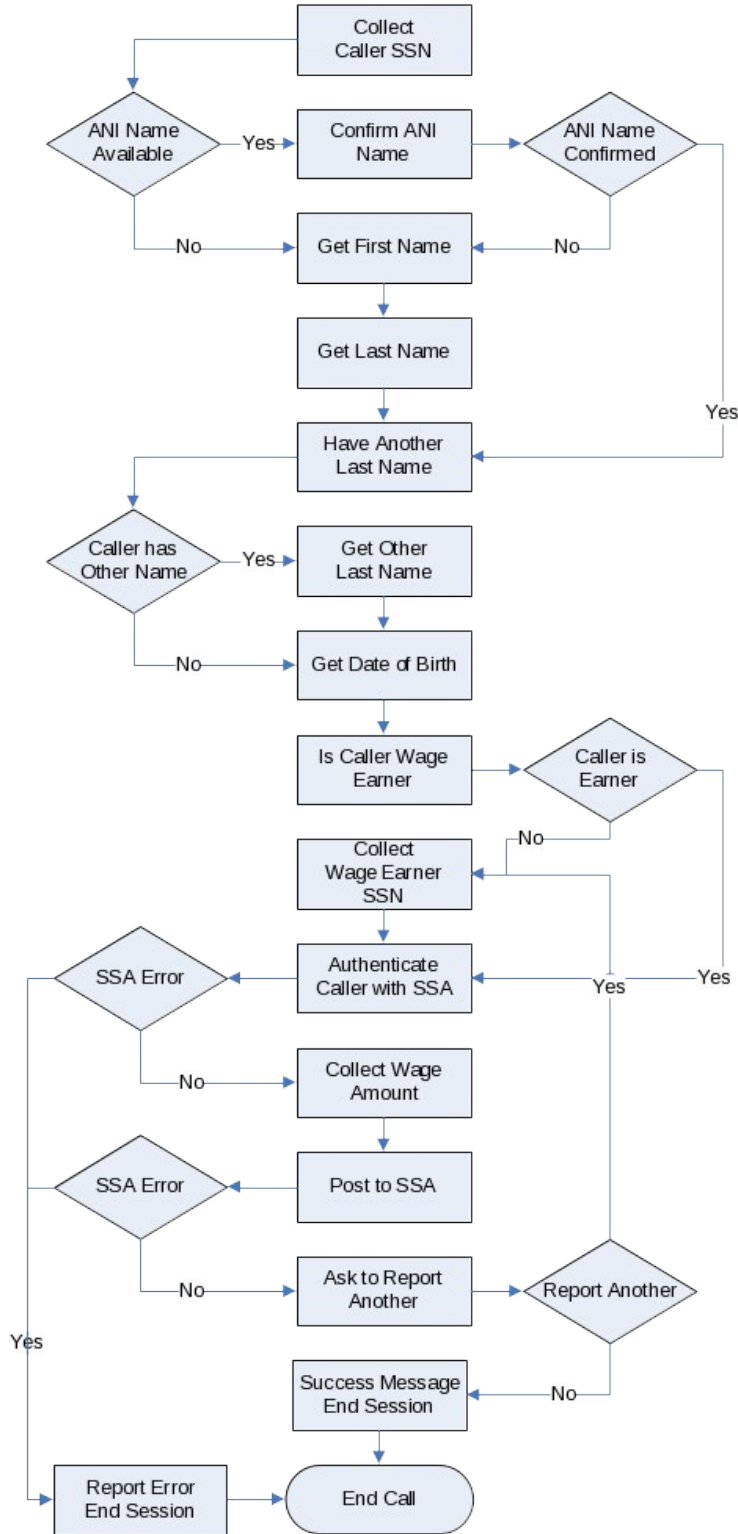 Collect
Caller SSN
ANI Name
Available
Yes
Confirm ANI
Name
ANI Name
Confirmed
No
Get First Name
No
Get Last Name
Yes
Have Another
Last Name
Caller has
Other Name
Yes
Get Other
Last Name
No
Get Date of Birth
Is Caller Wage
Earner
Caller is
Earner
No
Collect
Wage Earner
SSN
SSA Error
Authenticate
Caller with SSA
Yes
Yes
No
Collect Wage
Amount
SSA Error
Post to SSA
No
Ask to Report
Another
Report Another
Yes
Success Message
End Session
No
Report Error
End Session
End Call